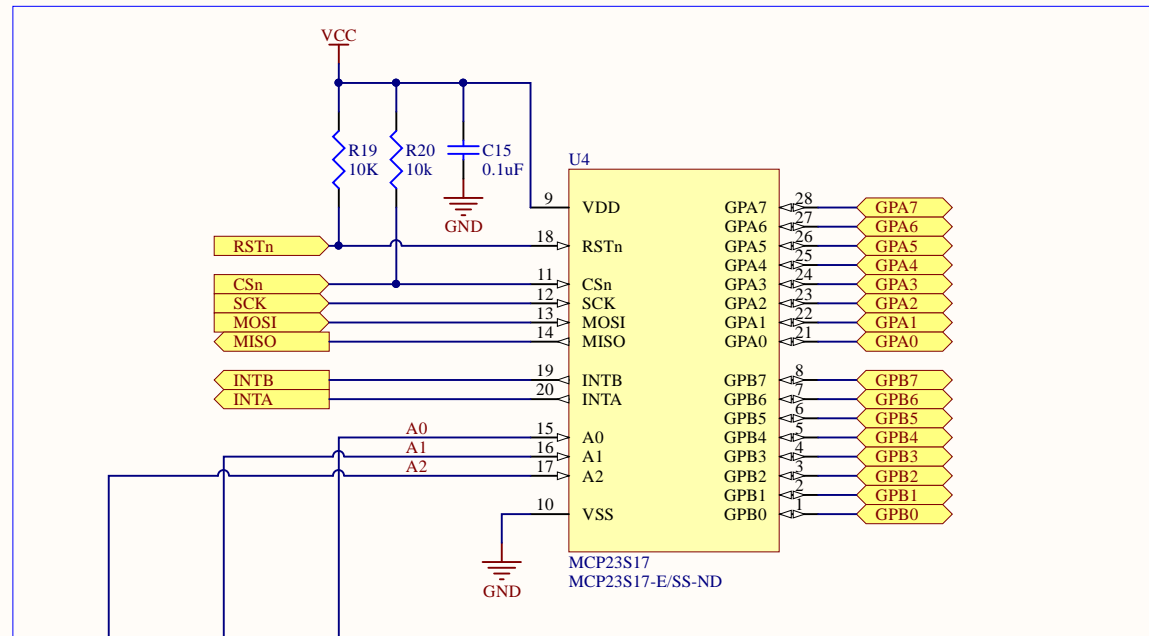 VCC
R19
10K
R20
10k
C15
0.1uF
GND
U4
9 VDD
18 RSTn
11 CSn
12 SCK
13 MOSI
14 MISO
19 INTB
20 INTA
15 A0
16 A1
17 A2
10 VSS
GPA7 28 GPA7
GPA6 27 GPA6
GPA5 26 GPA5
GPA4 25 GPA4
GPA3 24 GPA3
GPA2 23 GPA2
GPA1 22 GPA1
GPA0 21 GPA0
GPB7 8 GPB7
GPB6 7 GPB6
GPB5 6 GPB5
GPB4 5 GPB4
GPB3 4 GPB3
GPB2 3 GPB2
GPB1 2 GPB1
GPB0 1 GPB0
RSTn
CSn
SCK
MOSI
MISO
INTB
INTA
A0
A1
A2
GND
MCP23S17
MCP23S17-E/SS-ND